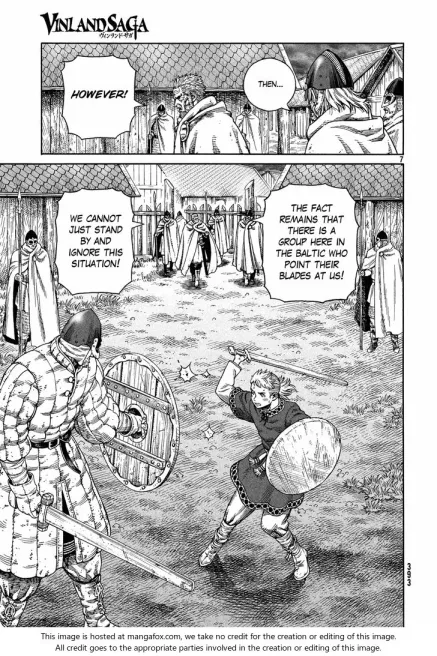 VINLAND SAGA
ヴィンランド・サガ
HOWEVER!
THEN...
7
THE FACT
REMAINS THAT
THERE IS A
GROUP HERE IN
THE BALTIC WHO
POINT THEIR
BLADES AT US!
WE CANNOT
JUST STAND
BY AND
IGNORE THIS
SITUATION!
393
This image is hosted at mangafox.com, we take no credit for the creation or editing of this image.
All credit goes to the appropriate parties involved in the creation or editing of this image.